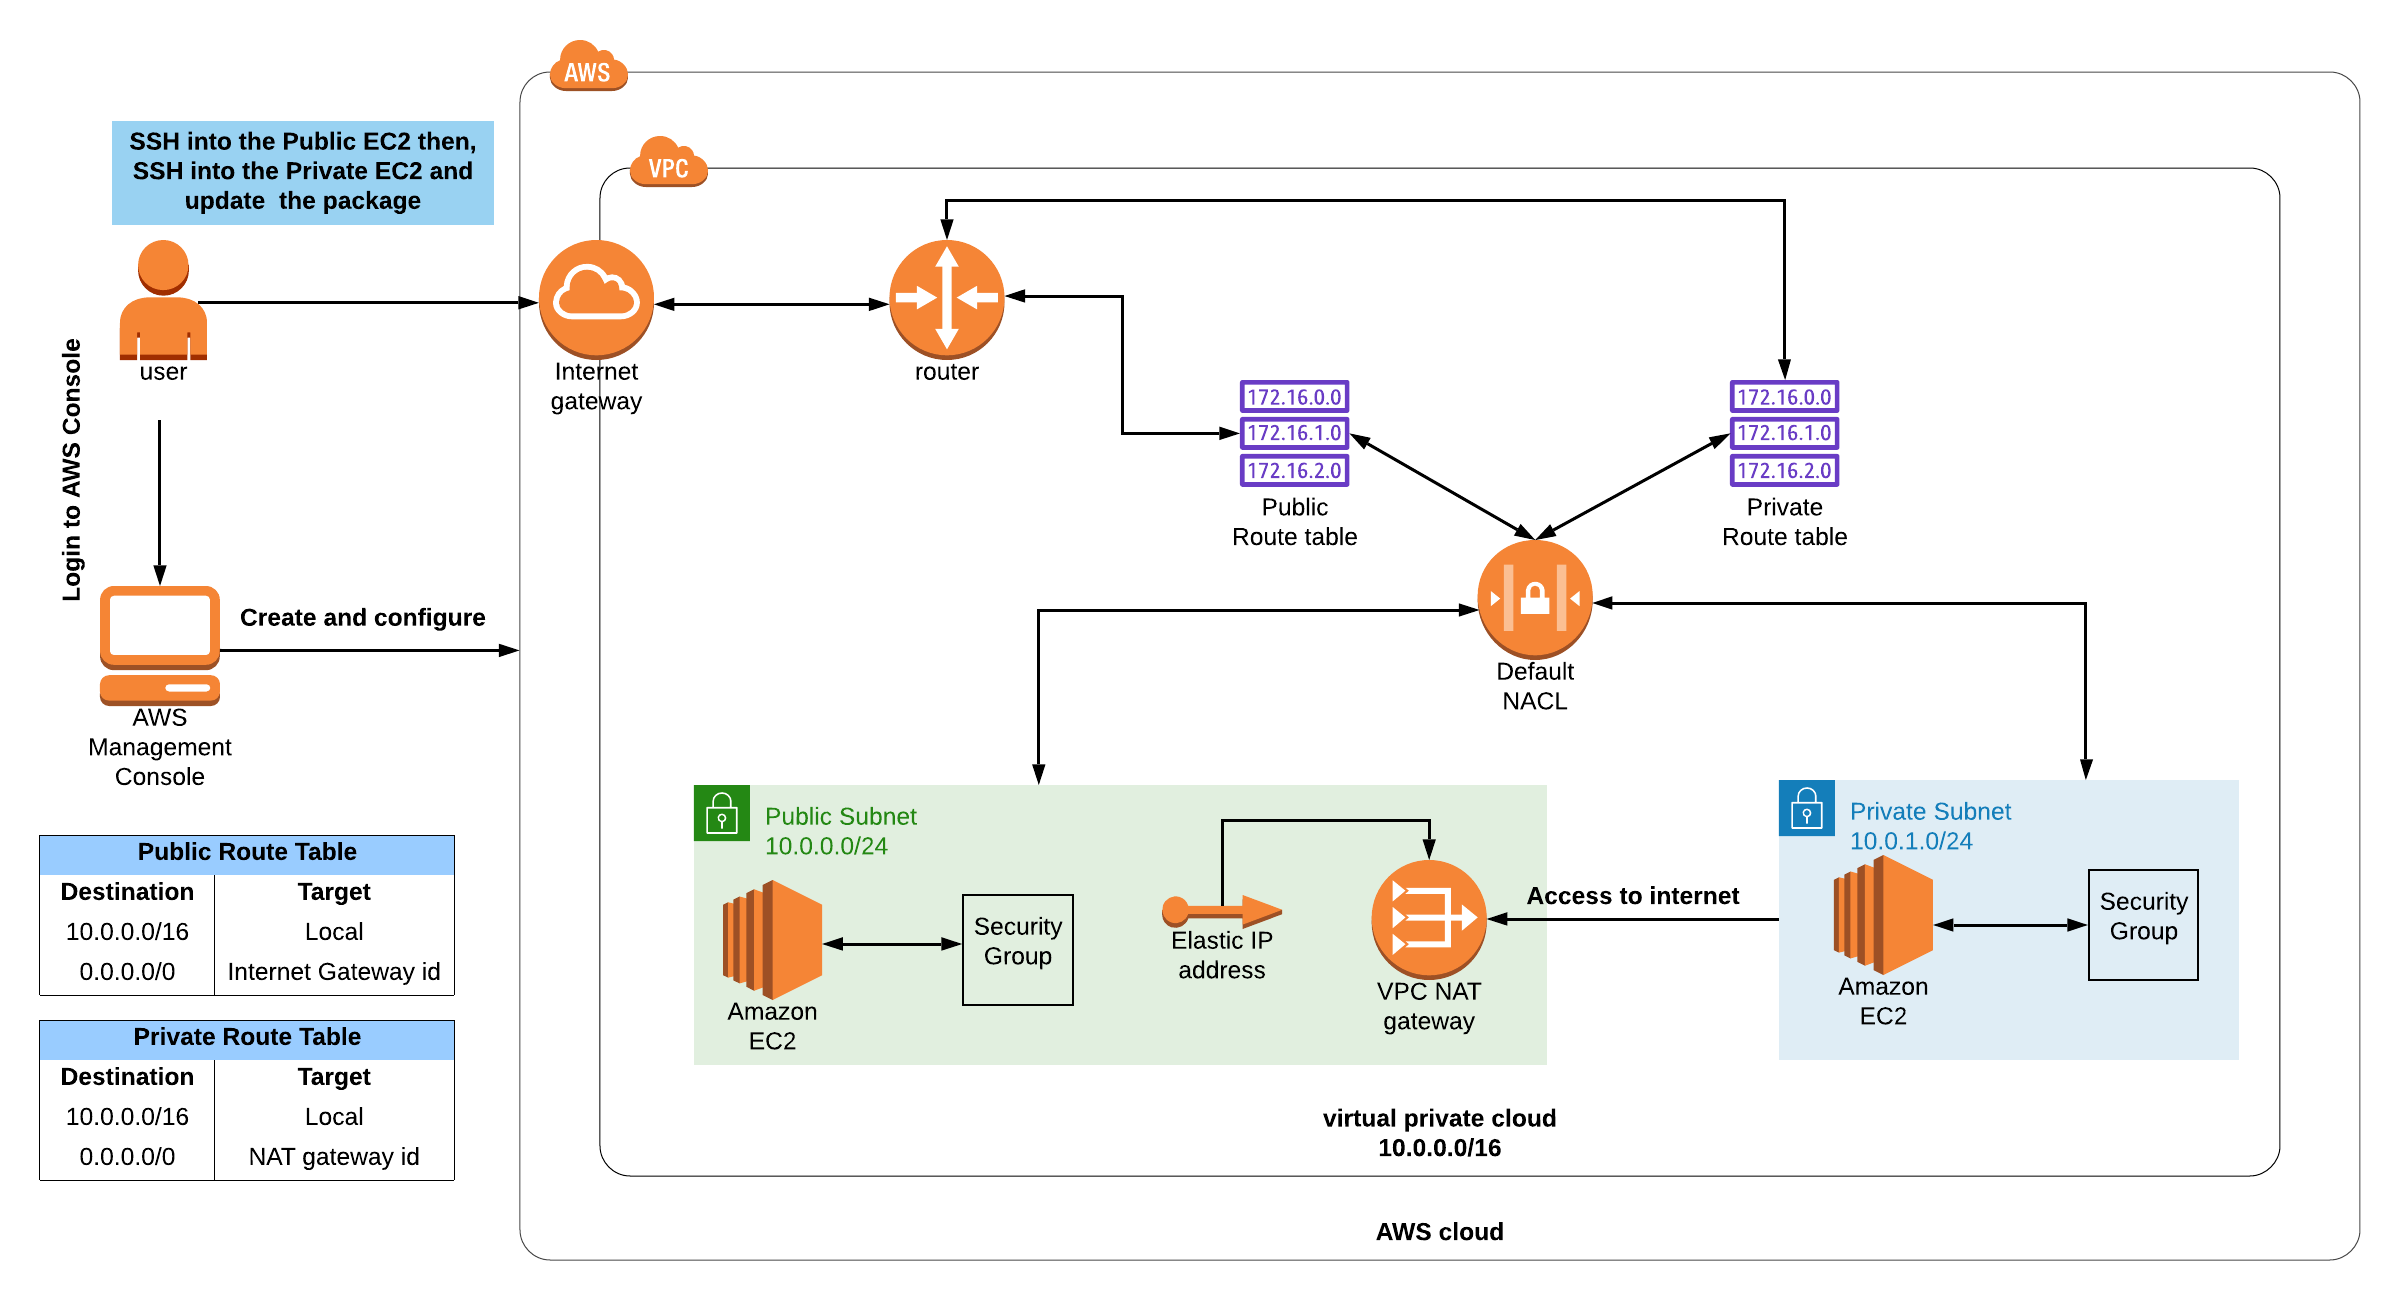 AWS
SSH into the Public EC2 then,
SSH into the Private EC2 and
update  the package
VPC
user
Internet
gateway
router
Login to AWS Console
172.16.0.0
172.16.1.0
172.16.2.0
Public
Route table
172.16.0.0
172.16.1.0
172.16.2.0
Private
Route table
Create and configure
AWS
Management
Console
Default
NACL
Public Subnet
10.0.0.0/24
Amazon
EC2
Security
Group
Elastic IP
address
VPC NAT
gateway
Access to internet
Private Subnet
10.0.1.0/24
Amazon
EC2
Security
Group
Public Route Table
Destination Target
10.0.0.0/16 Local
0.0.0.0/0 Internet Gateway id
Private Route Table
Destination Target
10.0.0.0/16 Local
0.0.0.0/0 NAT gateway id
virtual private cloud
10.0.0.0/16
AWS cloud